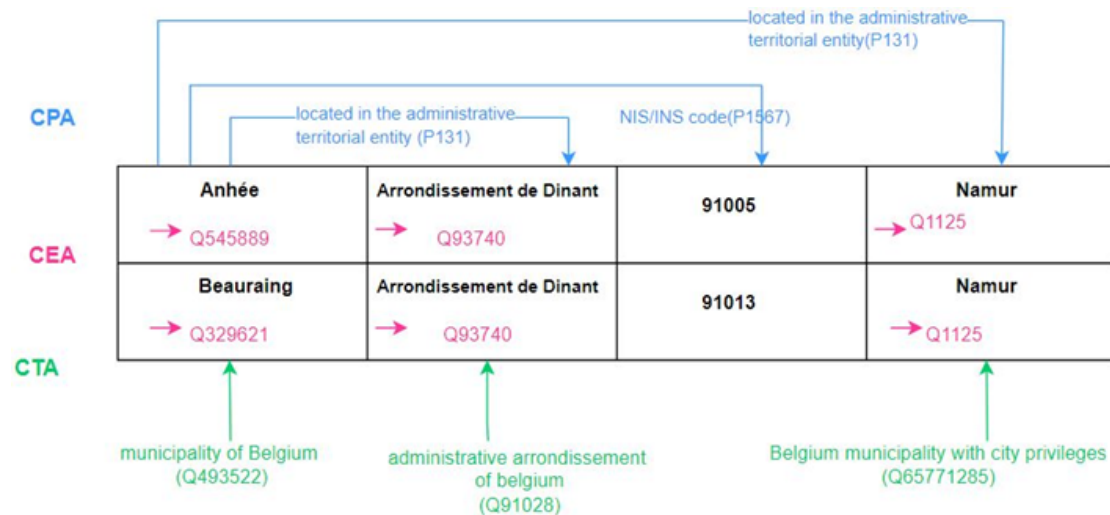 located in the administrative
territorial entity(P131)
CPA
located in the administrative
territorial entity (P131)
NIS/INS code(P1567)
Anhée
Arrondissement de Dinant
91005
Namur
Q545889
Q93740
Q1125
CEA
Beauraing
Arrondissement de Dinant
91013
Namur
Q329621
Q93740
Q1125
CTA
municipality of Belgium
(Q493522)
administrative arrondissement
of belgium
(Q91028)
Belgium municipality with city privileges
(Q65771285)